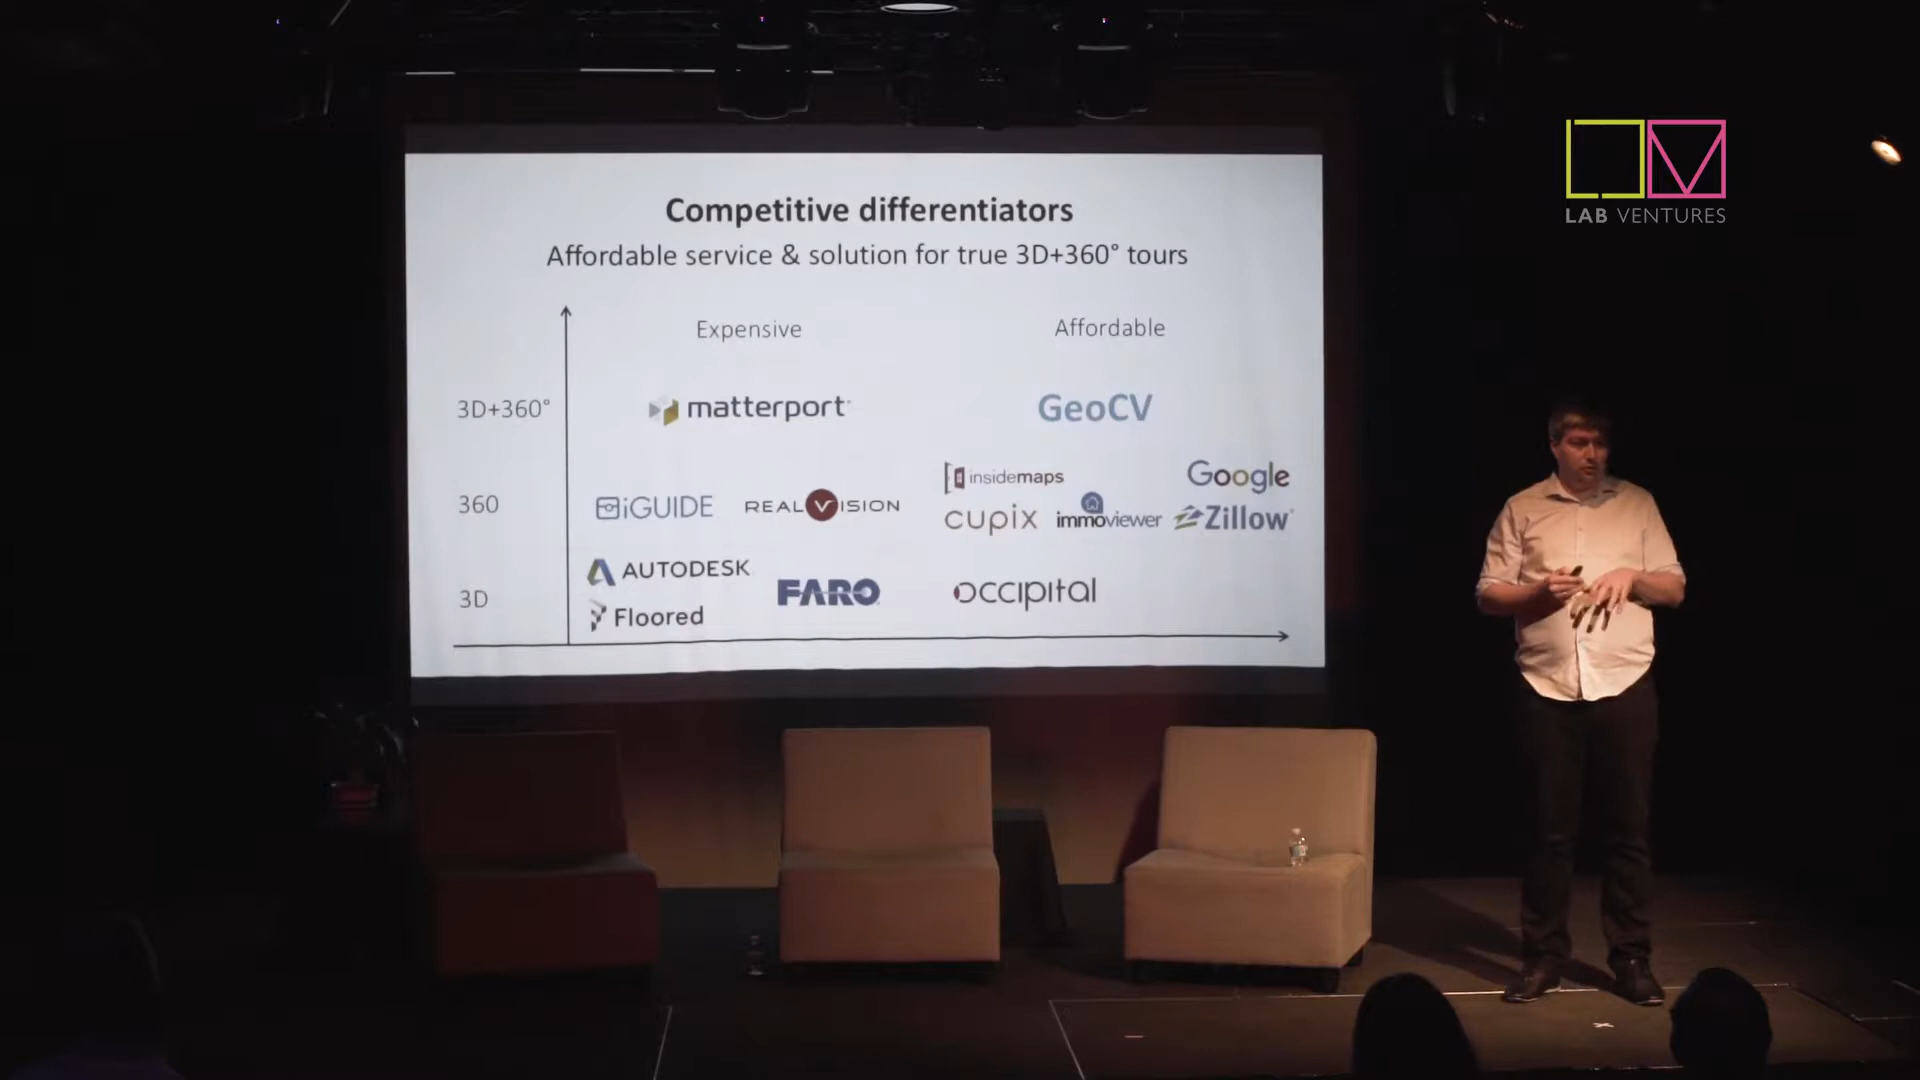 LAB VENTURES
Competitive differentiators
Affordable service & solution for true 3D+360° tours
Expensive
Affordable
3D+360°
matterport
GeoCV
360
iGUIDE
REAL VISION
insidemaps
Google
cupix
immoviewer
Zillow
3D
AUTODESK
Floored
FARO
occipital